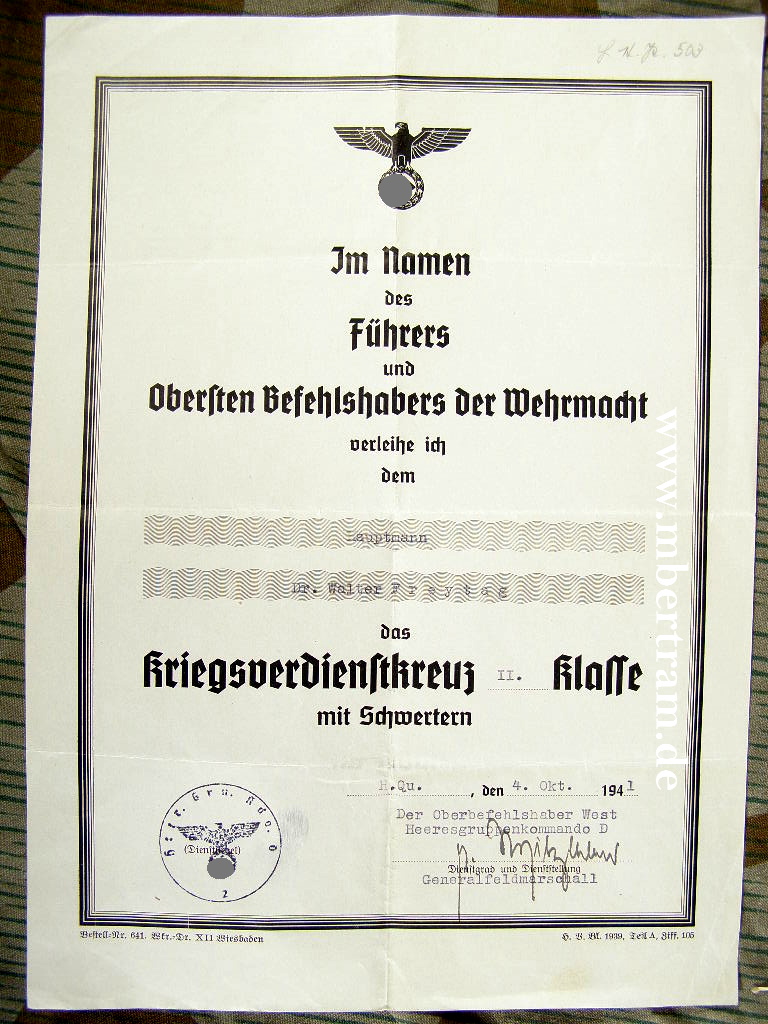 503
Im Namen
des
Führers
und
Obersten Befehlshabers der Wehrmacht
verleihe ich
dem
Hauptmann
Dr. Walter Freytag
das
Kriegsverdienstkreuz II. Klasse
mit Schwertern
H.Qu. , den 4. Okt. 1941
Der Oberbefehlshaber West
Heeresgruppenkommando D
(Dienstsiegel)
2
Dienstgrad und Dienststellung
Generalfeldmarschall
Bestell-Nr. 641. Wkr.-Dr. XII Wiesbaden
H. V. Bl. 1939, Teil A, Ziff. 105
www.mbertram.de